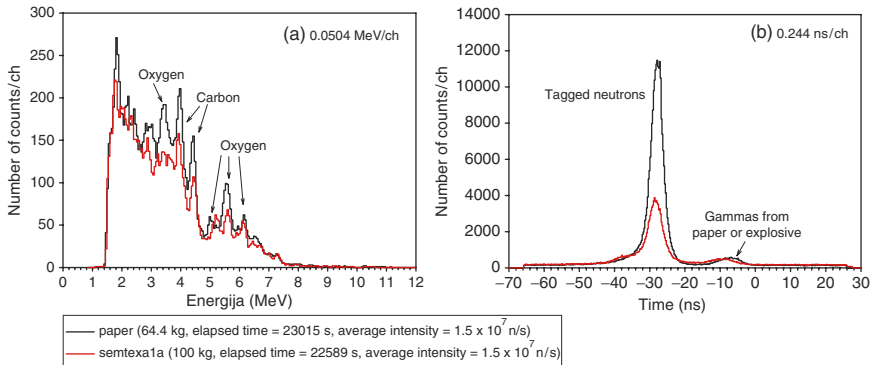 (a) 0.0504 MeV/ch
Number of counts/ch
300
250
200
150
100
50
0
Oxygen
Carbon
Oxygen
0 1 2 3 4 5 6 7 8 9 10 11 12
Energija (MeV)
(b) 0.244 ns/ch
Number of counts/ch
14000
12000
10000
8000
6000
4000
2000
0
Tagged neutrons
Gammas from
paper or explosive
−70 −60 −50 −40 −30 −20 −10 0 10 20 30
Time (ns)
paper (64.4 kg, elapsed time = 23015 s, average intensity = 1.5 x 10⁷ n/s)
semtexa1a (100 kg, elapsed time = 22589 s, average intensity = 1.5 x 10⁷ n/s)